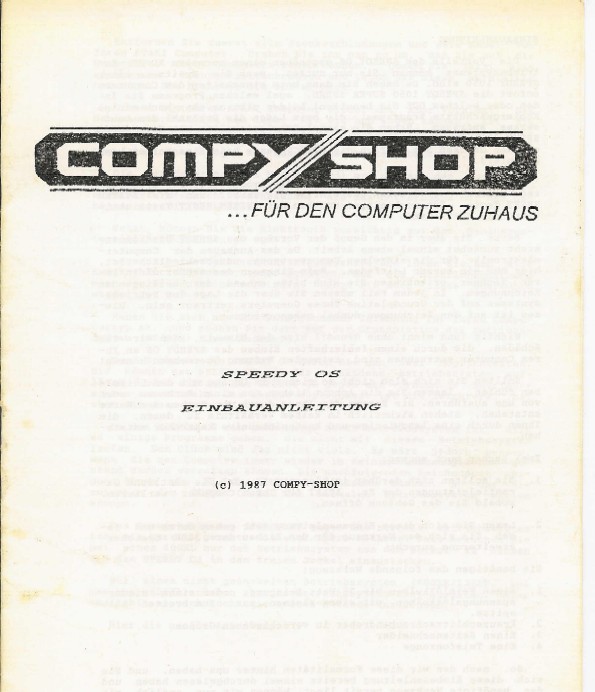 COMPY SHOP
...FÜR DEN COMPUTER ZUHAUS
SPEEDY OS
EINBAUANLEITUNG
(c) 1987 COMPY-SHOP